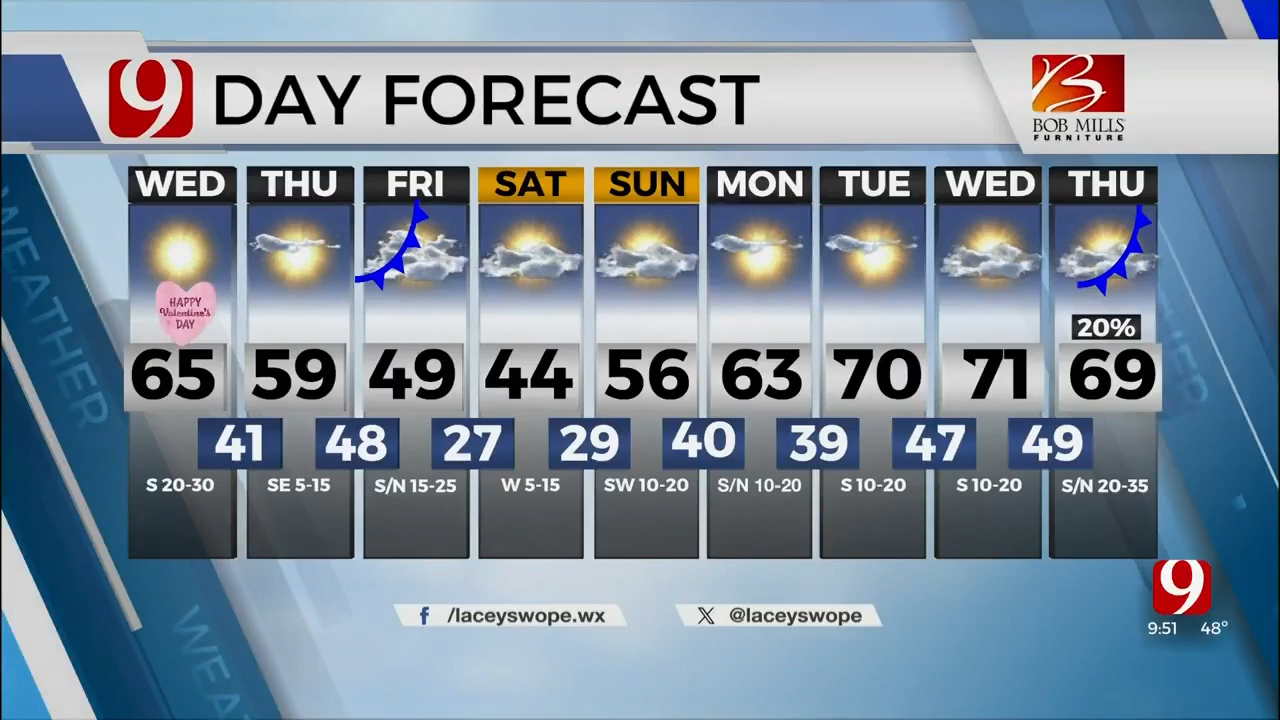 9 DAY FORECAST
B
BOB MILLS
FURNITURE
WED THU FRI SAT SUN MON TUE WED THU
HAPPY
Valentine's
DAY
20%
65 59 49 44 56 63 70 71 69
41 48 27 29 40 39 47 49
S 20-30 SE 5-15 S/N 15-25 W 5-15 SW 10-20 S/N 10-20 S 10-20 S 10-20 S/N 20-35
f /laceyswope.wx X @laceyswope
9
9:51 48°
WEATHER
WEATHER